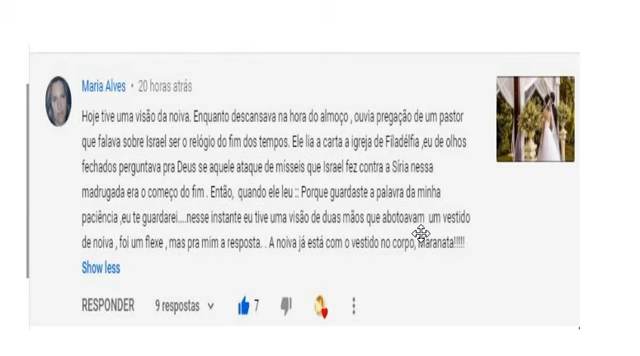 Maria Alves • 20 horas atrás
Hoje tive uma visão da noiva. Enquanto descansava na hora do almoço , ouvia pregação de um pastor
que falava sobre Israel ser o relógio do fim dos tempos. Ele lia a carta a igreja de Filadélfia ,eu de olhos
fechados perguntava pra Deus se aquele ataque de misseis que Israel fez contra a Síria nessa
madrugada era o começo do fim . Então, quando ele leu :: Porque guardaste a palavra da minha
paciência ,eu te guardarei....nesse instante eu tive uma visão de duas mãos que abotoavam um vestido
de noiva , foi um flexe , mas pra mim a resposta. . A noiva já está com o vestido no corpo, Maranata!!!!!
Show less
RESPONDER 9 respostas 7